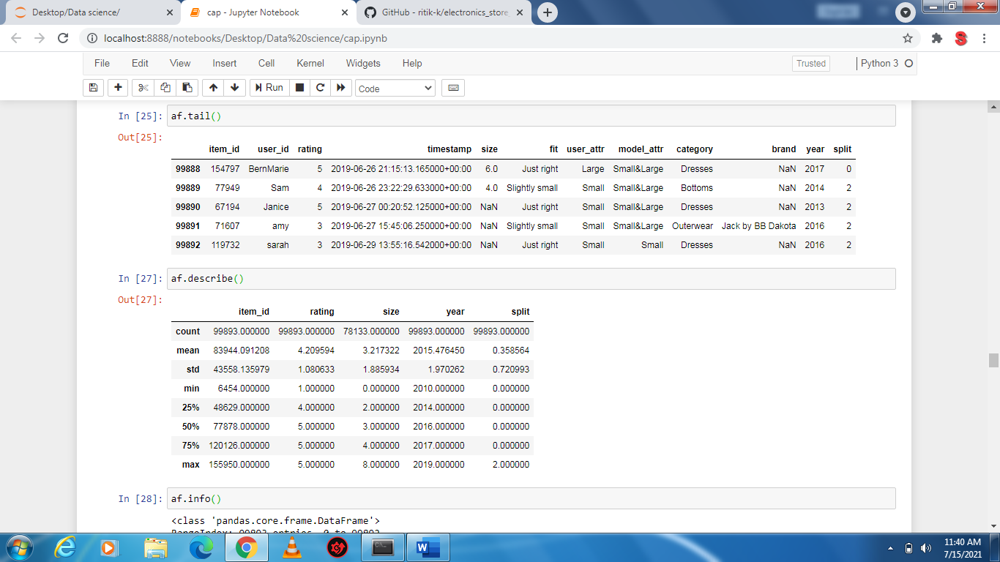 Desktop/Data science/
cap - Jupyter Notebook
GitHub - ritik-k/electronics_store
localhost:8888/notebooks/Desktop/Data%20science/cap.ipynb
File Edit View Insert Cell Kernel Widgets Help Trusted Python 3
Run Code
In [25]: af.tail()
Out[25]:
item_id user_id rating timestamp size fit user_attr model_attr category brand year split
99888 154797 BernMarie 5 2019-06-26 21:15:13.165000+00:00 6.0 Just right Large Small&Large Dresses NaN 2017 0
99889 77949 Sam 4 2019-06-26 23:22:29.633000+00:00 4.0 Slightly small Small Small&Large Bottoms NaN 2014 2
99890 67194 Janice 5 2019-06-27 00:20:52.125000+00:00 NaN Just right Small Small&Large Dresses NaN 2013 2
99891 71607 amy 3 2019-06-27 15:45:06.250000+00:00 NaN Slightly small Small Small&Large Outerwear Jack by BB Dakota 2016 2
99892 119732 sarah 3 2019-06-29 13:55:16.542000+00:00 NaN Just right Small Small Dresses NaN 2016 2
In [27]: af.describe()
Out[27]:
item_id rating size year split
count 99893.000000 99893.000000 78133.000000 99893.000000 99893.000000
mean 83944.091208 4.209594 3.217322 2015.476450 0.358564
std 43558.135979 1.080633 1.885934 1.970262 0.720993
min 6454.000000 1.000000 0.000000 2010.000000 0.000000
25% 48629.000000 4.000000 2.000000 2014.000000 0.000000
50% 77878.000000 5.000000 3.000000 2016.000000 0.000000
75% 120126.000000 5.000000 4.000000 2017.000000 0.000000
max 155950.000000 5.000000 8.000000 2019.000000 2.000000
In [28]: af.info()
<class 'pandas.core.frame.DataFrame'>
RangeIndex: 99893 entries, 0 to 99892
11:40 AM
7/15/2021